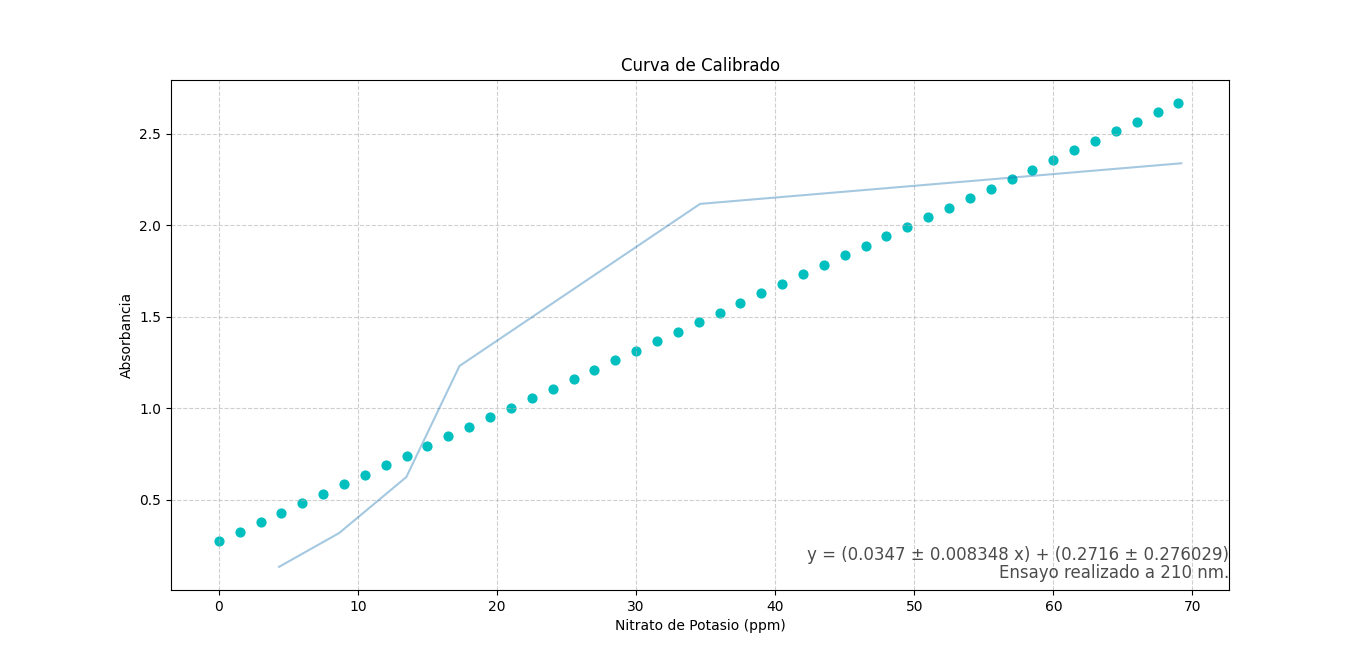 Curva de Calibrado
Absorbancia
2.5
2.0
1.5
1.0
0.5
y = (0.0347 ± 0.008348 x) + (0.2716 ± 0.276029)
Ensayo realizado a 210 nm.
0 10 20 30 40 50 60 70
Nitrato de Potasio (ppm)